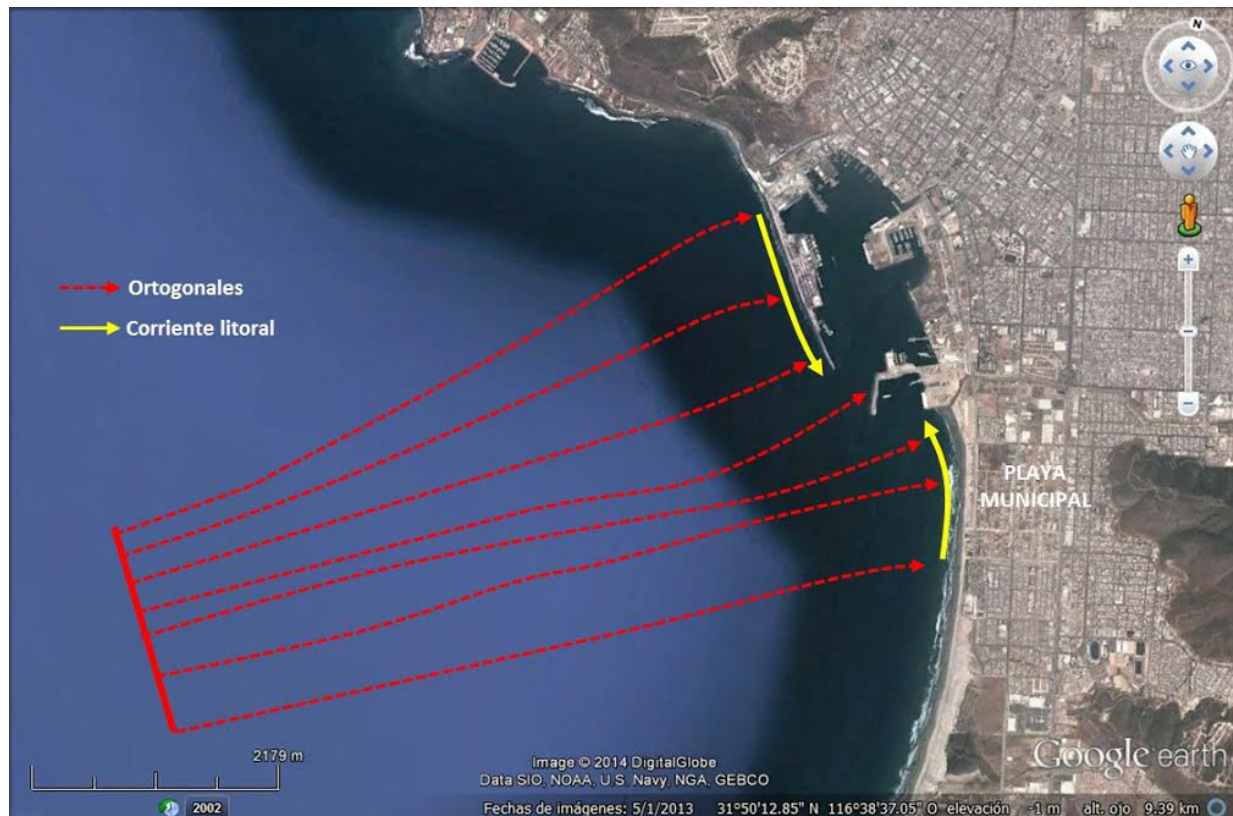 N
Ortogonales
Corriente litoral
PLAYA
MUNICIPAL
2179 m
Image © 2014 DigitalGlobe
Data SIO, NOAA, U.S. Navy, NGA, GEBCO
Google earth
2002
Fechas de imágenes: 5/1/2013 31°50'12.85" N 116°38'37.05" O elevación -1 m alt. ojo 9.39 km